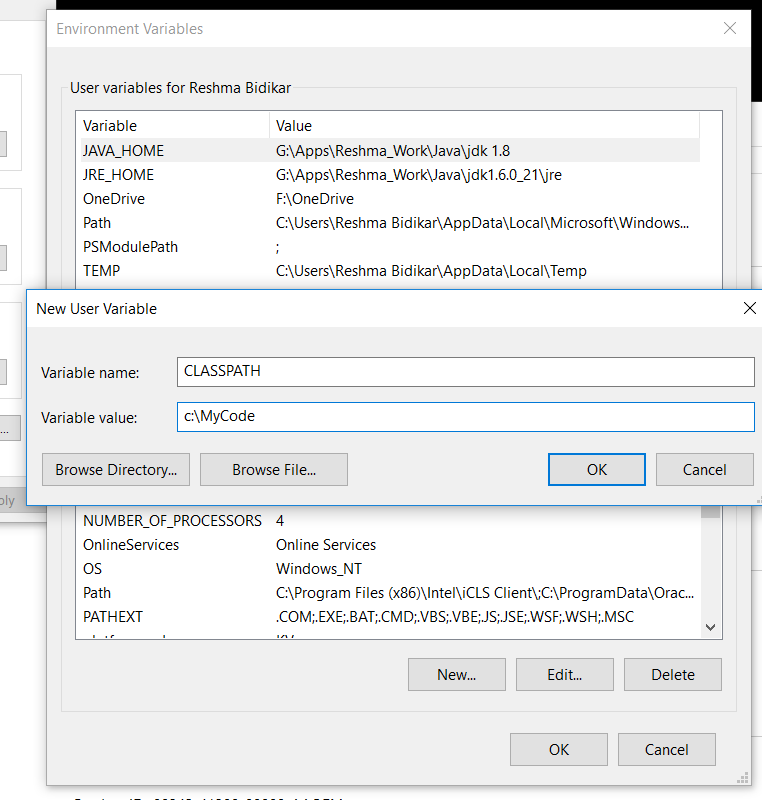 Environment Variables
User variables for Reshma Bidikar
Variable Value
JAVA_HOME G:\Apps\Reshma_Work\Java\jdk 1.8
JRE_HOME G:\Apps\Reshma_Work\Java\jdk1.6.0_21\jre
OneDrive F:\OneDrive
Path C:\Users\Reshma Bidikar\AppData\Local\Microsoft\Windows...
PSModulePath ;
TEMP C:\Users\Reshma Bidikar\AppData\Local\Temp
New User Variable
Variable name: CLASSPATH
Variable value: c:\MyCode
...
Browse Directory... Browse File... OK Cancel
NUMBER_OF_PROCESSORS 4
OnlineServices Online Services
OS Windows_NT
Path C:\Program Files (x86)\Intel\iCLS Client\;C:\ProgramData\Orac...
PATHEXT .COM;.EXE;.BAT;.CMD;.VBS;.VBE;JS;JSE;.WSF;.WSH;.MSC
New... Edit... Delete
OK Cancel